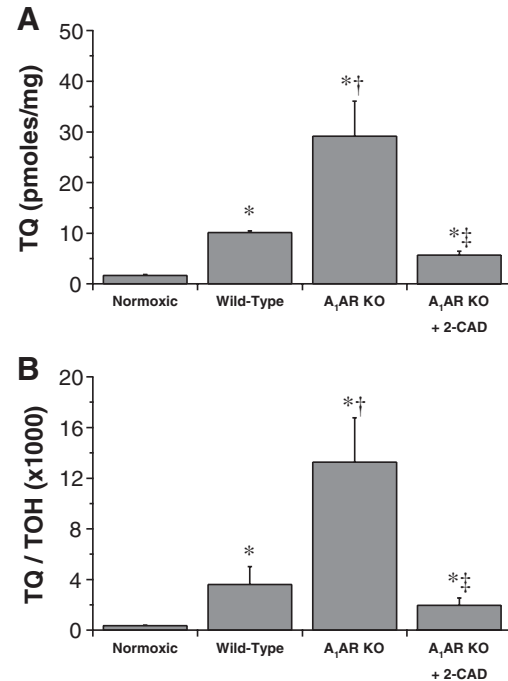 A
TQ (pmoles/mg)
50
40
30
20
10
0
*
*†
*‡
Normoxic
Wild-Type
A₁AR KO
A₁AR KO
+ 2-CAD
B
TQ / TOH (x1000)
20
16
12
8
4
0
*
*†
*‡
Normoxic
Wild-Type
A₁AR KO
A₁AR KO
+ 2-CAD